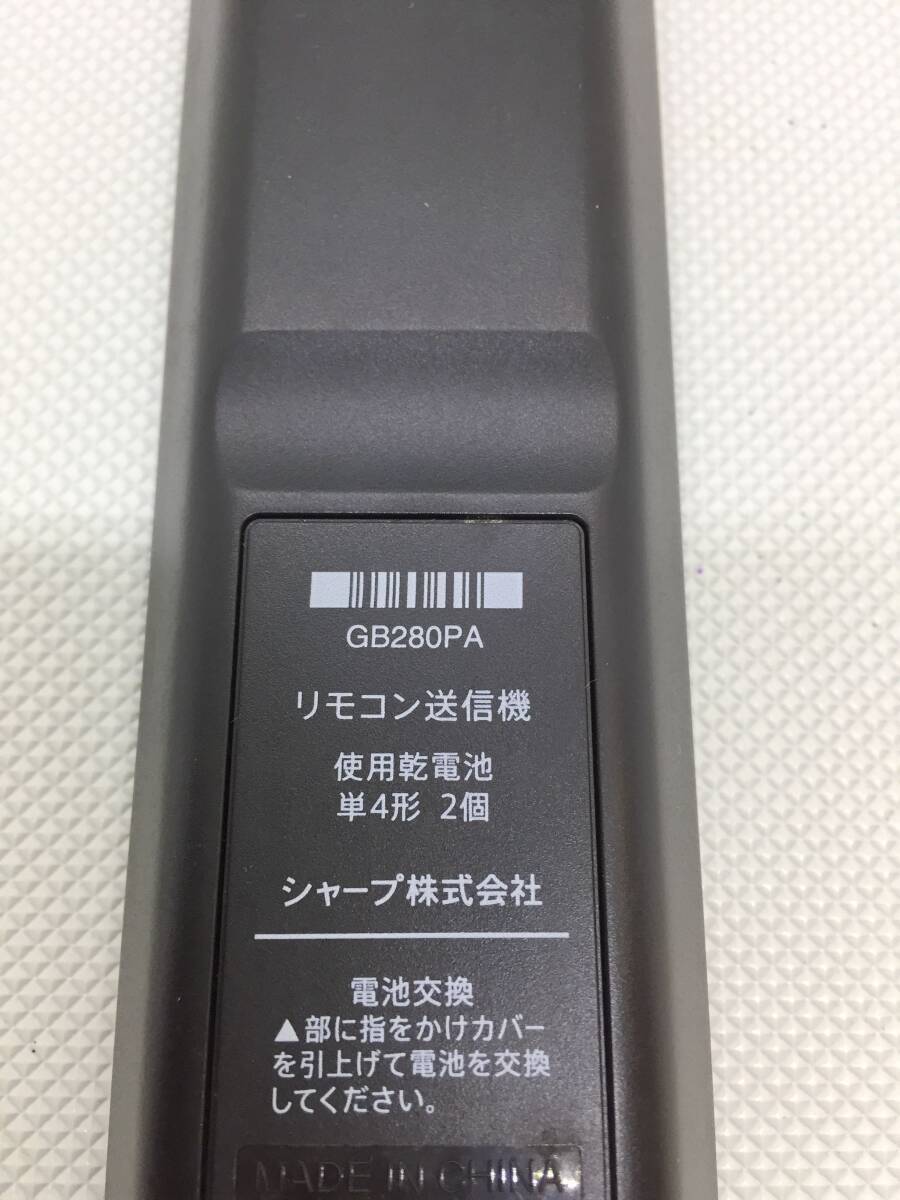 GB280PA
リモコン送信機
使用乾電池
単4形 2個
シャープ株式会社
電池交換
▲部に指をかけカバー
を引上げて電池を交換
してください。
MADE IN CHINA